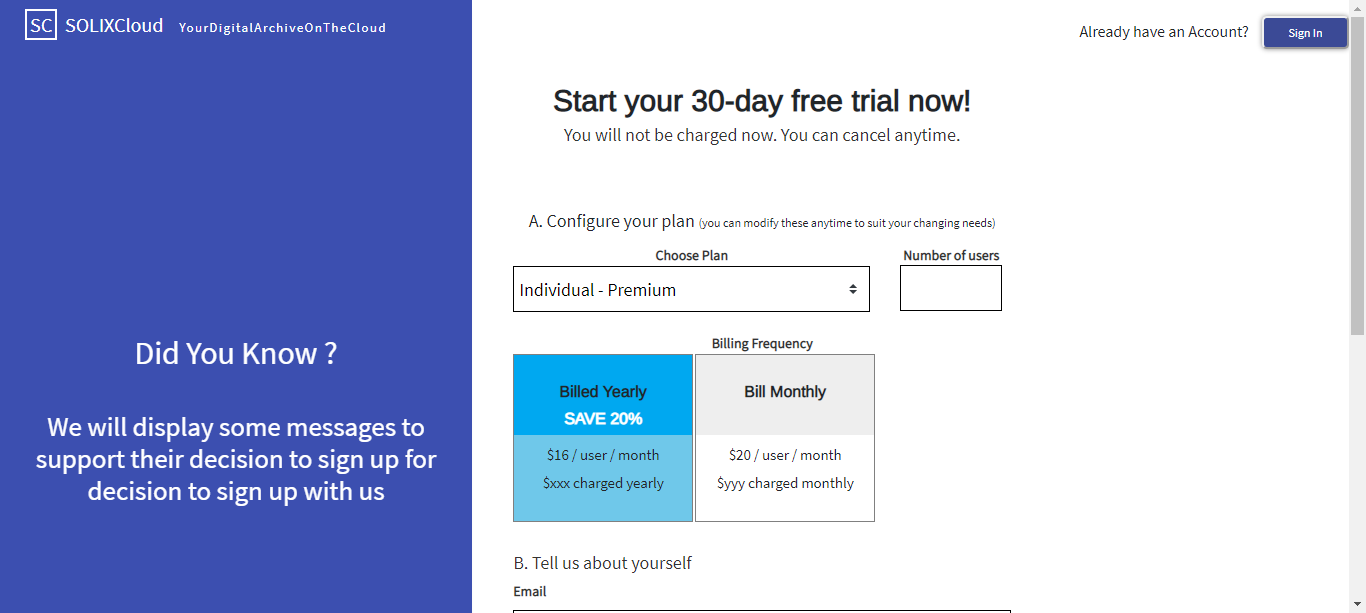 SC SOLIXCloud YourDigitalArchiveOnTheCloud
Already have an Account? Sign In
Start your 30-day free trial now!
You will not be charged now. You can cancel anytime.
A. Configure your plan (you can modify these anytime to suit your changing needs)
Choose Plan
Number of users
Individual - Premium
Billing Frequency
Billed Yearly
SAVE 20%
$16 / user / month
$xxx charged yearly
Bill Monthly
$20 / user / month
$yyy charged monthly
Did You Know ?
We will display some messages to
support their decision to sign up for
decision to sign up with us
B. Tell us about yourself
Email